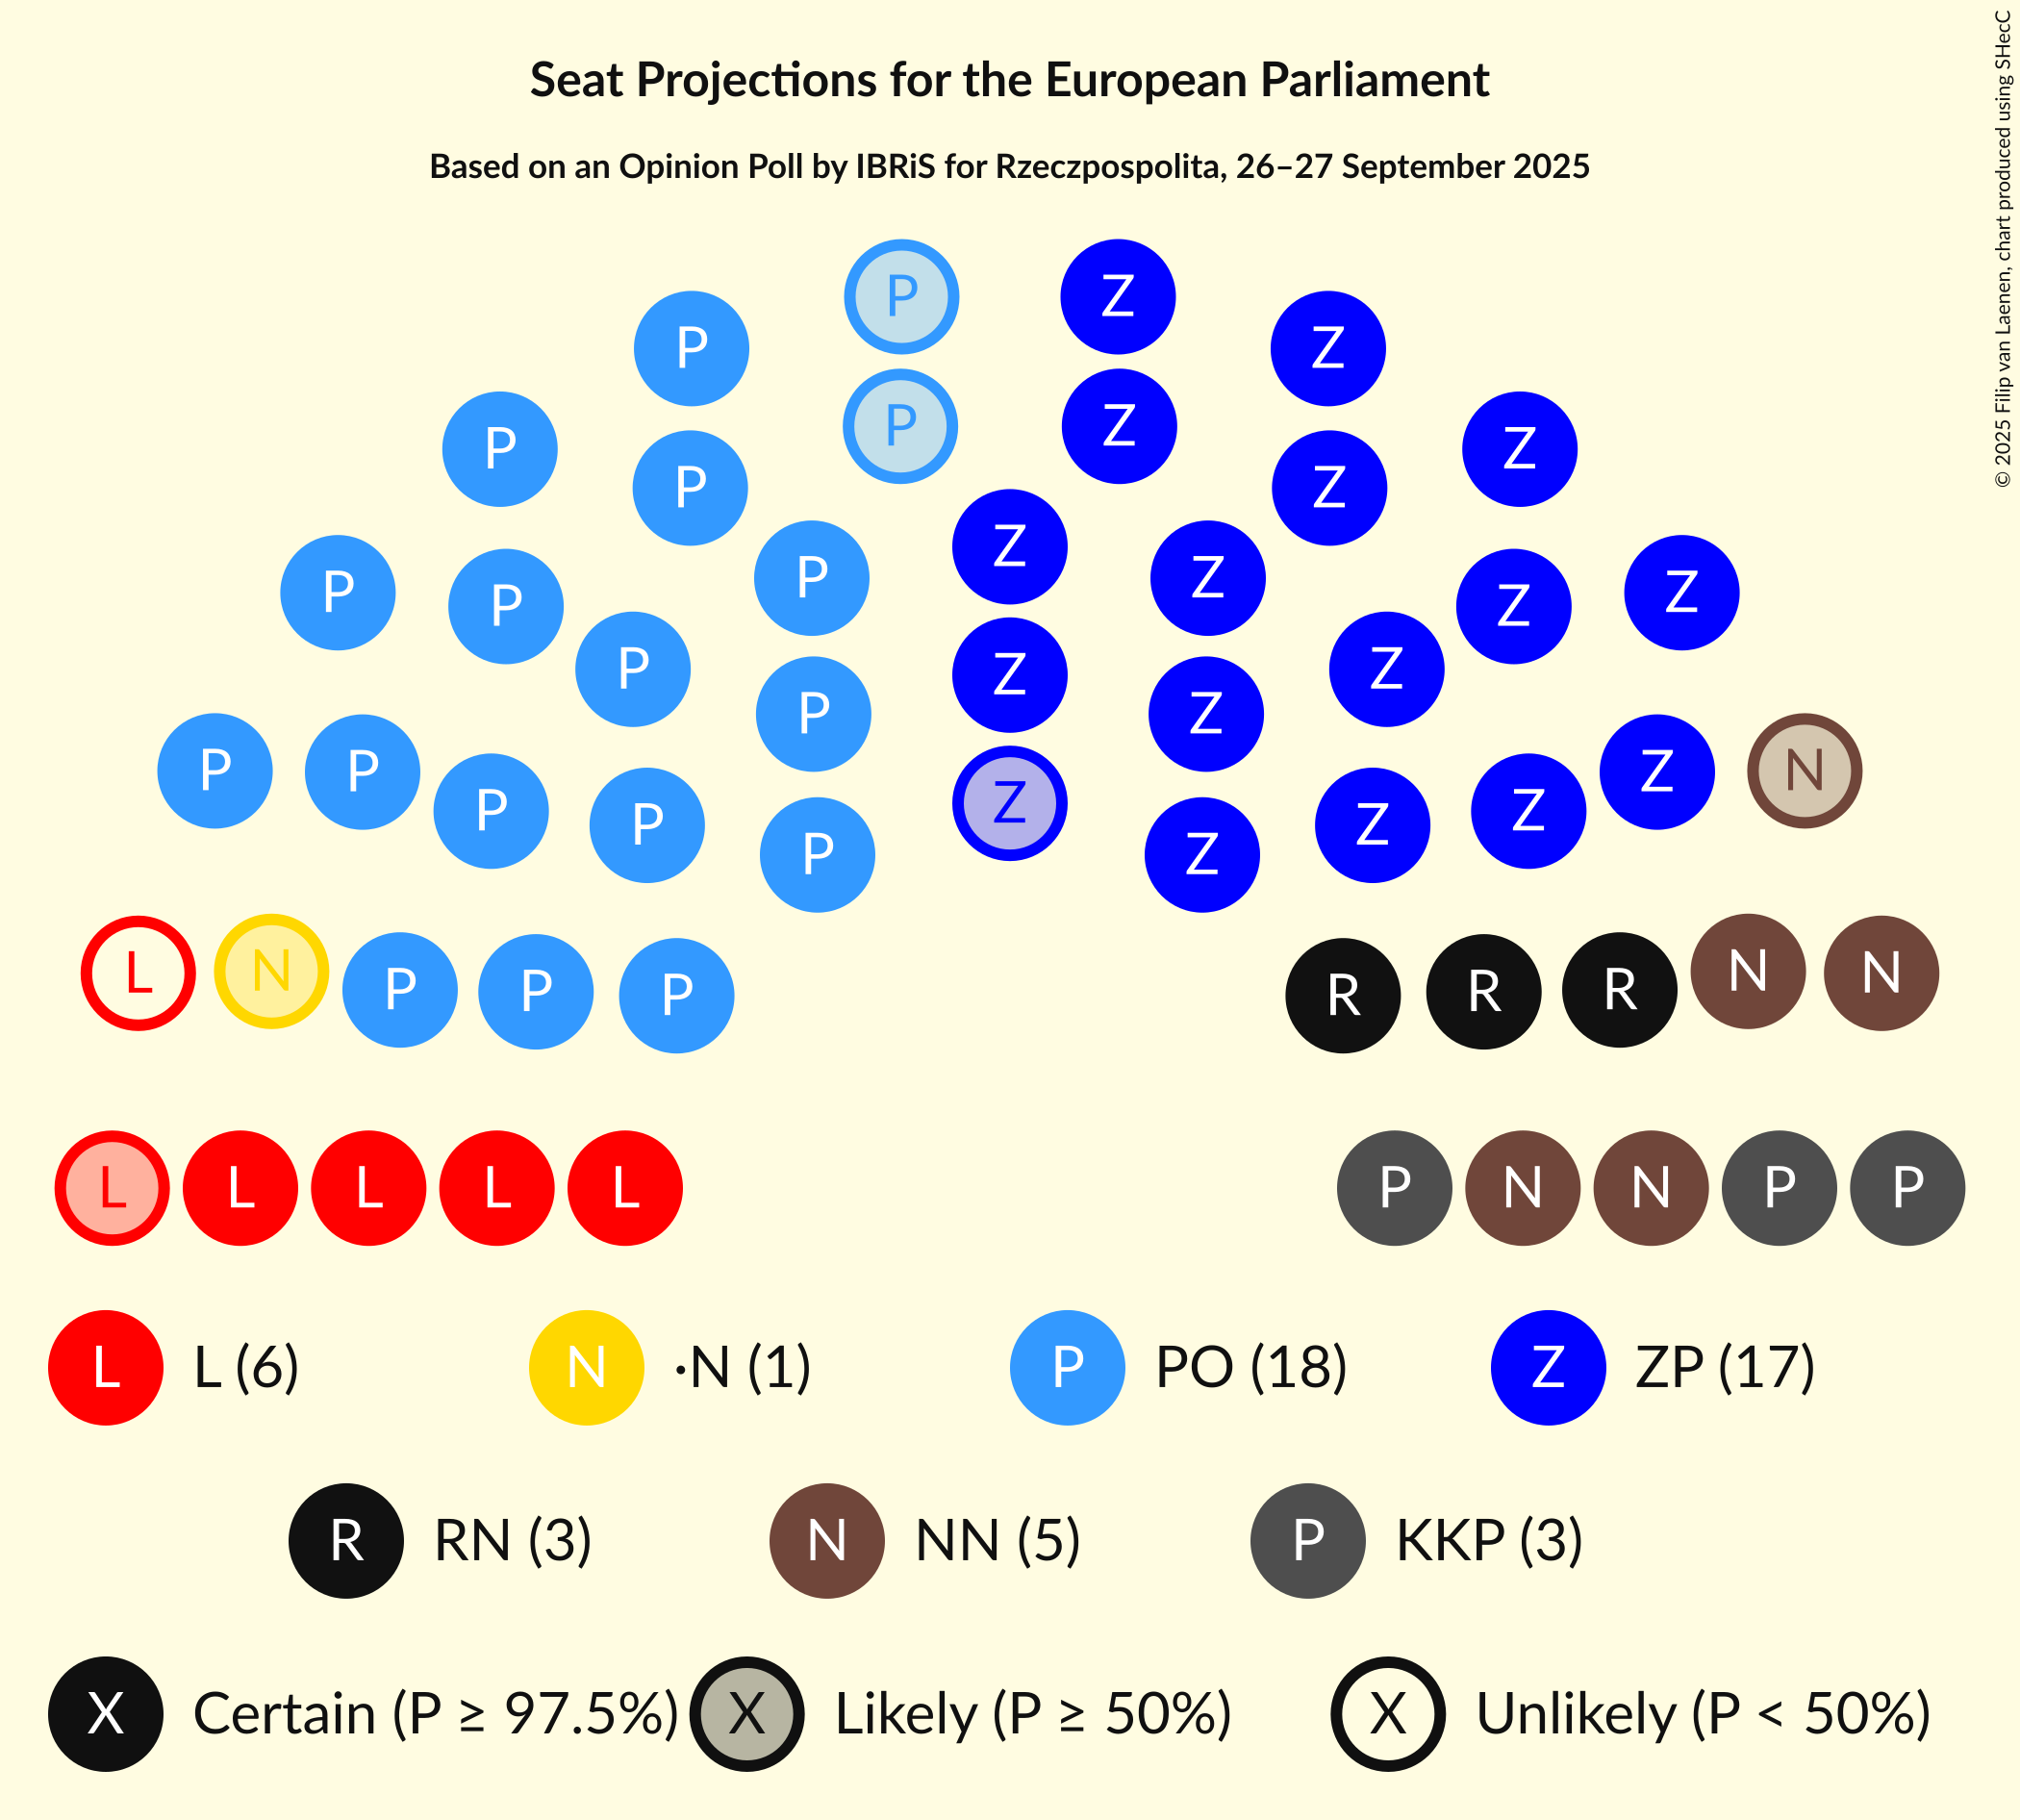 Seat Projections for the European Parliament
Based on an Opinion Poll by IBRiS for Rzeczpospolita, 26–27 September 2025
© 2025 Filip van Laenen, chart produced using SHecC
P Z
P Z
P Z
P Z
P Z
Z
P Z
P P Z Z
P Z
Z
P Z
P P Z N
Z
P Z
P Z
P Z
L N P P P R R R N N
L L L L L P N N P P
L L (6) N ·N (1) P PO (18) Z ZP (17)
R RN (3) N NN (5) P KKP (3)
X Certain (P ≥ 97.5%) X Likely (P ≥ 50%) X Unlikely (P < 50%)